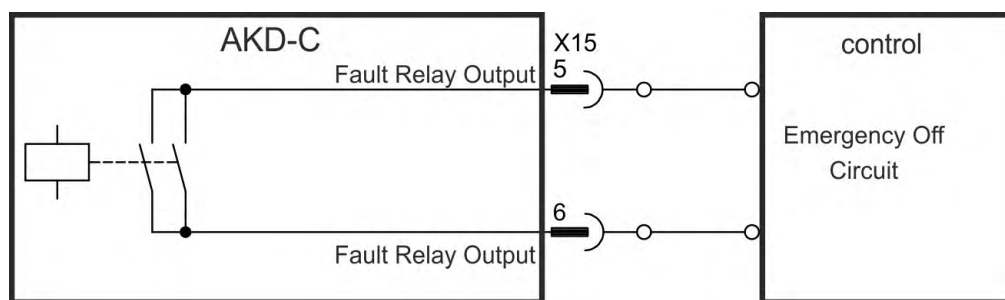 AKD-C
X15
control
Fault Relay Output
5
Emergency Off
Circuit
6
Fault Relay Output